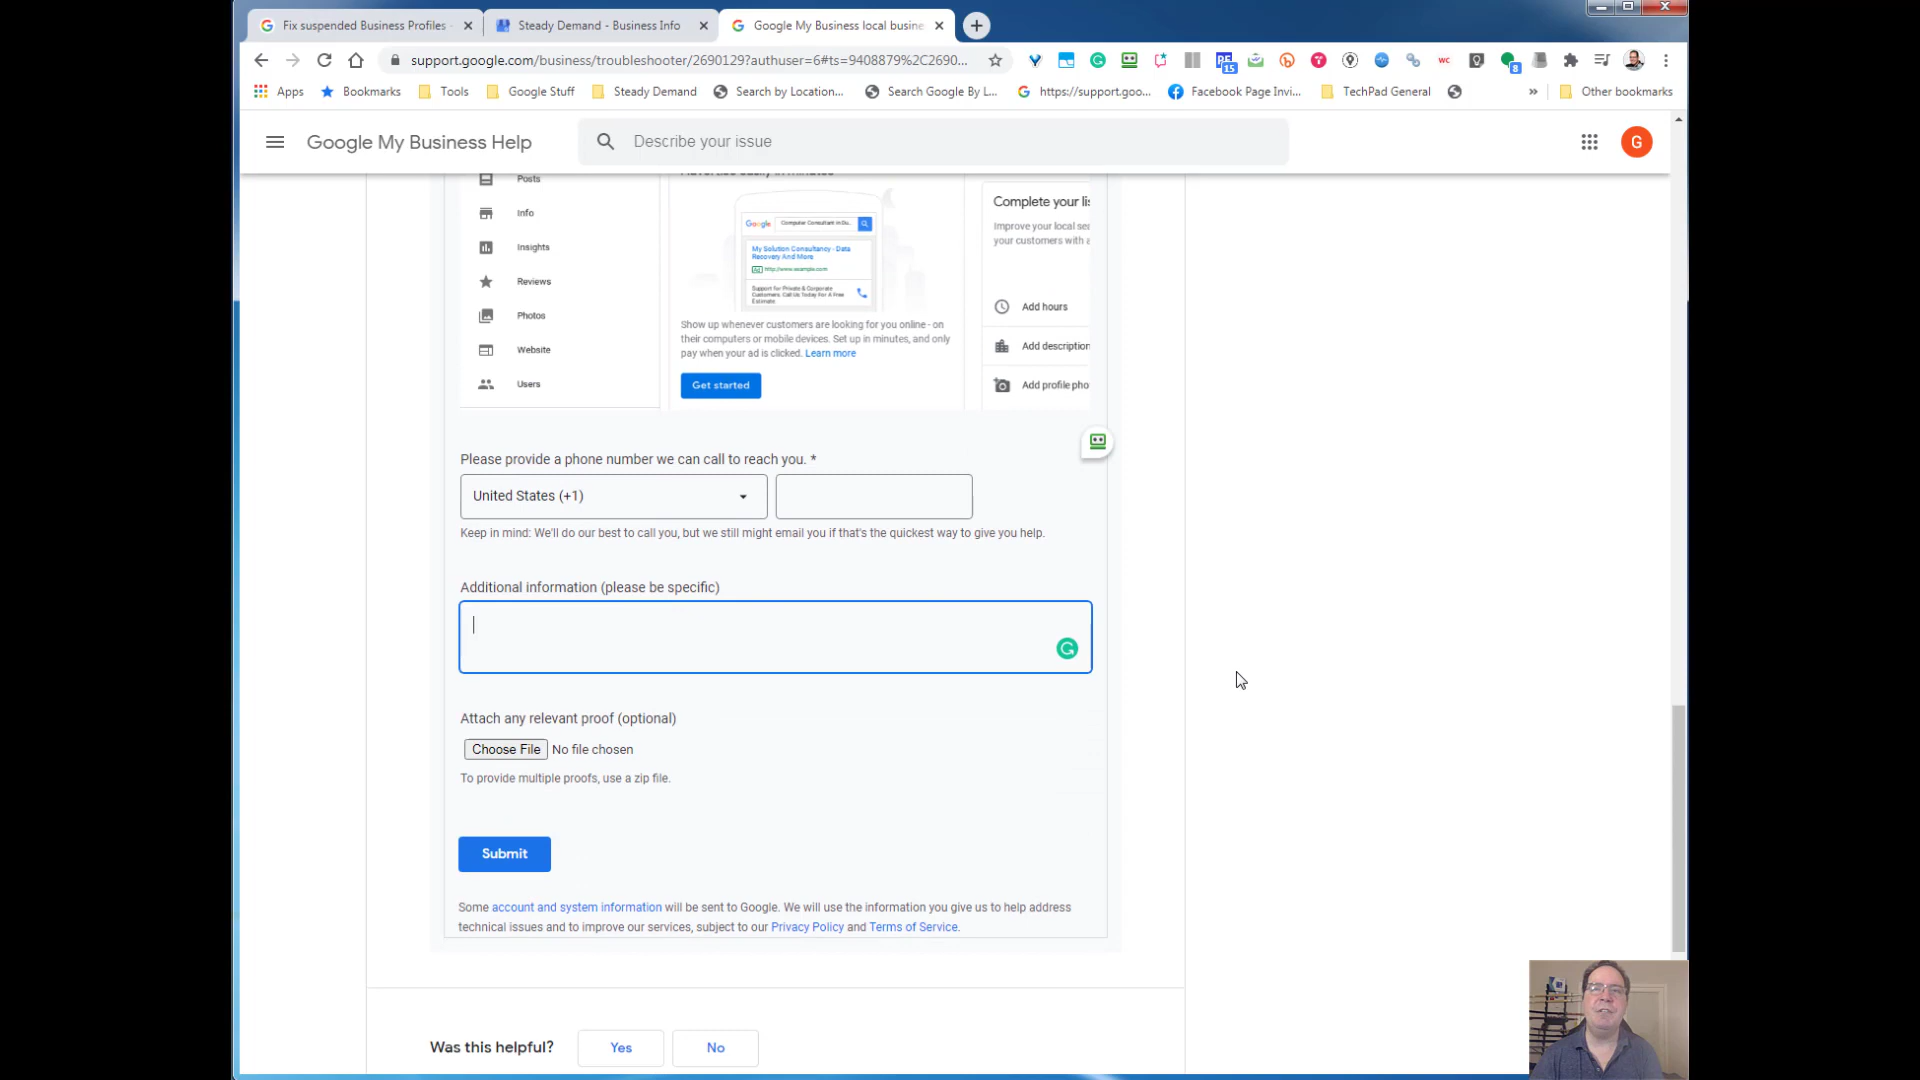 Fix suspended Business Profiles -
Steady Demand - Business Info
Google My Business local busine
support.google.com/business/troubleshooter/2690129?authuser=6#ts=9408879%2C2690...
15
WC
8
Apps
Bookmarks
Tools
Google Stuff
Steady Demand
Search by Location...
Search Google By L...
https://support.goo...
Facebook Page Invi...
TechPad General
»
Other bookmarks
Google My Business Help
Describe your issue
G
Posts
Info
Insights
Reviews
Photos
Website
Users
Advertise easily in minutes
Google
Computer Consultant in Du...
My Solution Consultancy - Data
Recovery And More
Ad http://www.example.com
Support for Private & Corporate
Customers. Call Us Today For A Free
Estimate
Show up whenever customers are looking for you online - on
their computers or mobile devices. Set up in minutes, and only
pay when your ad is clicked. Learn more
Get started
Complete your lis
Improve your local sea
your customers with a
Add hours
Add description
Add profile pho
Please provide a phone number we can call to reach you. *
United States (+1)
Keep in mind: We'll do our best to call you, but we still might email you if that's the quickest way to give you help.
Additional information (please be specific)
Attach any relevant proof (optional)
Choose File No file chosen
To provide multiple proofs, use a zip file.
Submit
Some account and system information will be sent to Google. We will use the information you give us to help address
technical issues and to improve our services, subject to our Privacy Policy and Terms of Service.
Was this helpful?
Yes
No